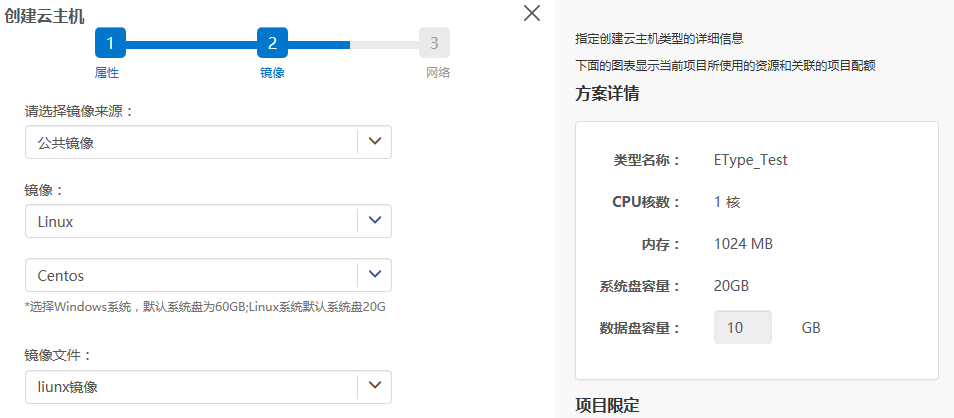 创建云主机
1 2 3
属性 镜像 网络
请选择镜像来源：
公共镜像
镜像：
Linux
Centos
*选择Windows系统，默认系统盘为60GB;Linux系统默认系统盘20G
镜像文件：
liunx镜像
指定创建云主机类型的详细信息
下面的图表显示当前项目所使用的资源和关联的项目配额
方案详情
类型名称： EType_Test
CPU核数： 1 核
内存： 1024 MB
系统盘容量： 20GB
数据盘容量： 10 GB
项目限定